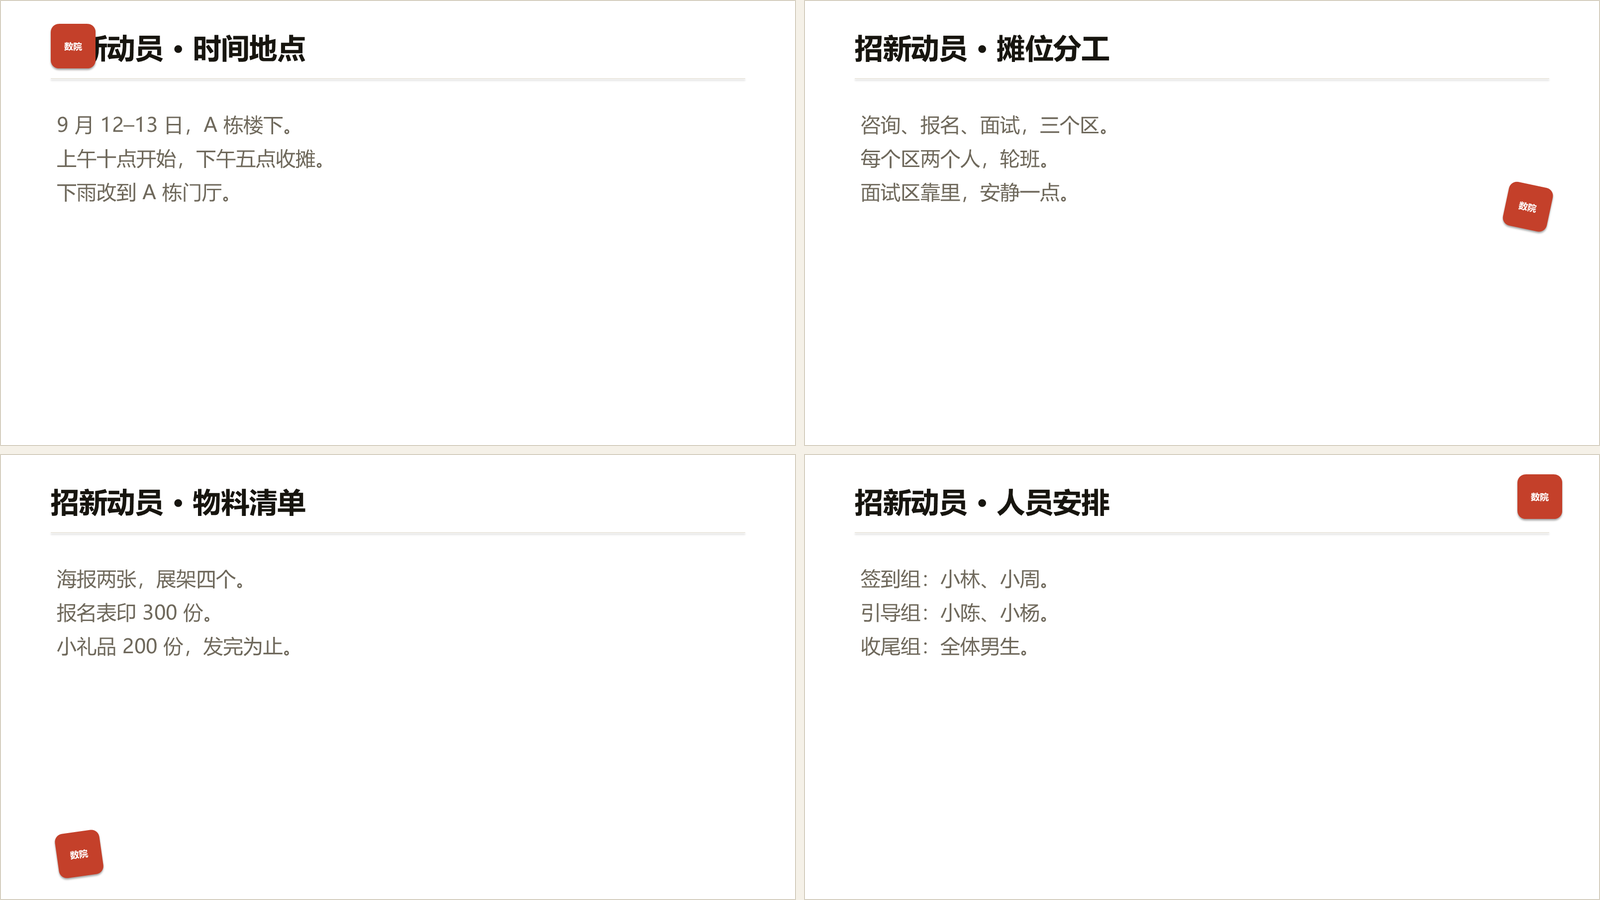 数院
新动员·时间地点
9 月 12–13 日，A 栋楼下。
上午十点开始，下午五点收摊。
下雨改到 A 栋门厅。
招新动员·摊位分工
咨询、报名、面试，三个区。
每个区两个人，轮班。
面试区靠里，安静一点。
数院
招新动员·物料清单
海报两张，展架四个。
报名表印 300 份。
小礼品 200 份，发完为止。
数院
招新动员·人员安排
数院
签到组：小林、小周。
引导组：小陈、小杨。
收尾组：全体男生。